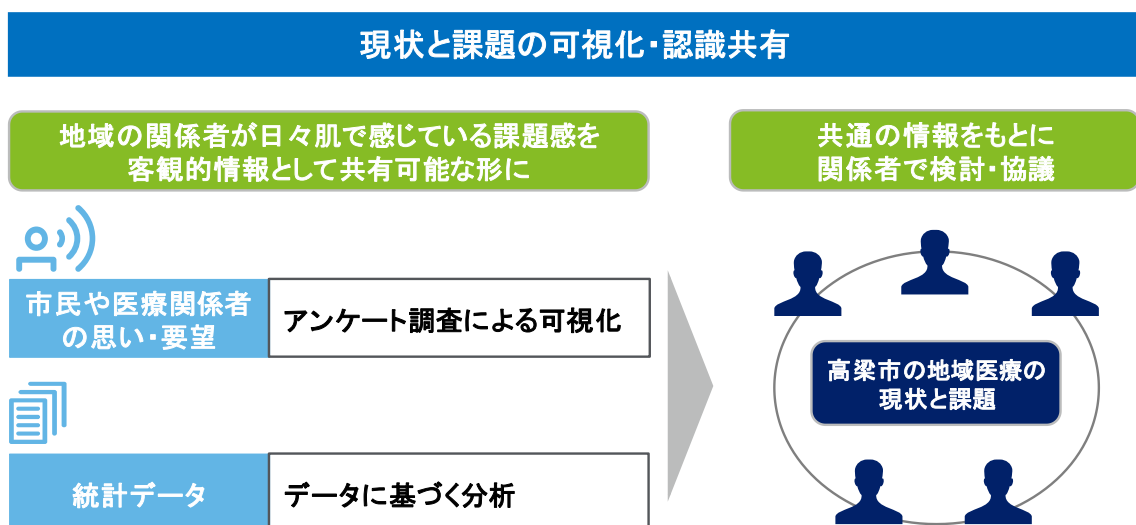 現状と課題の可視化・認識共有
地域の関係者が日々肌で感じている課題感を
客観的情報として共有可能な形に
共通の情報をもとに
関係者で検討・協議
市民や医療関係者
の思い・要望
アンケート調査による可視化
統計データ
データに基づく分析
高梁市の地域医療の
現状と課題